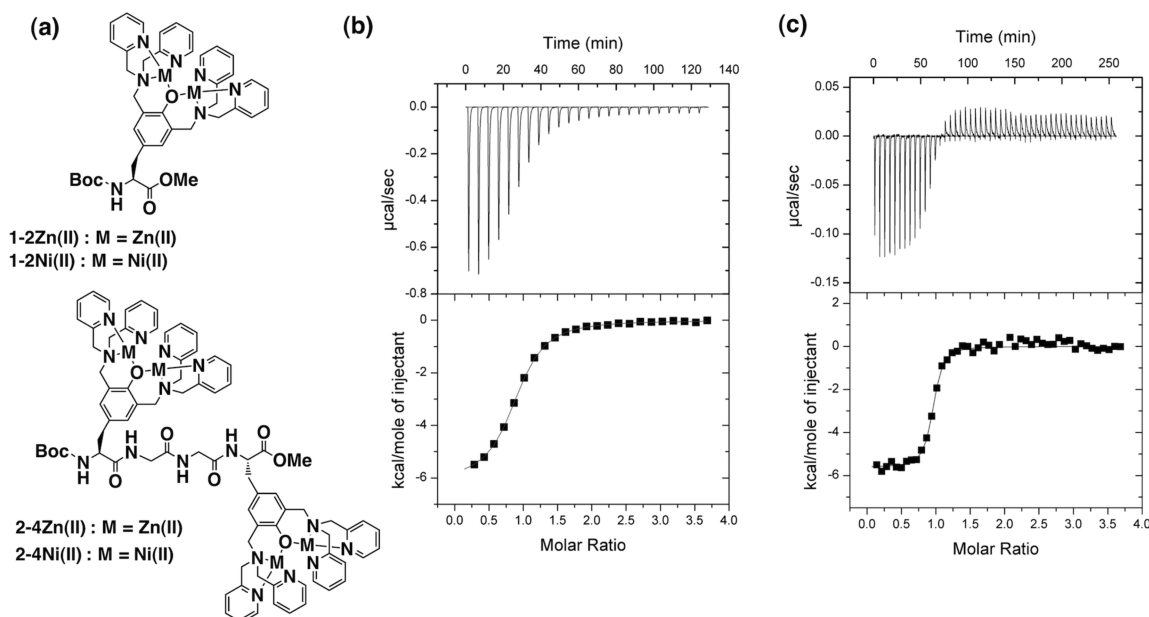 (a)
N
N
N
N
M
M
N
O
N
Boc
N
H
OMe
O
1-2Zn(II) : M = Zn(II)
1-2Ni(II) : M = Ni(II)
N
N
N
M
N
O
M
N
N
Boc
N
H
O
H
N
O
N
H
O
H
N
O
OMe
2-4Zn(II) : M = Zn(II)
2-4Ni(II) : M = Ni(II)
N
O
M
N
N
M
N
N
N
(b)
Time (min)
0 20 40 60 80 100 120 140
0.0
-0.2
-0.4
-0.6
-0.8
µcal/sec
0
-2
-4
-6
kcal/mole of injectant
0.0 0.5 1.0 1.5 2.0 2.5 3.0 3.5 4.0
Molar Ratio
(c)
Time (min)
0 50 100 150 200 250
0.05
0.00
-0.05
-0.10
-0.15
µcal/sec
2
0
-2
-4
-6
kcal/mole of injectant
0.0 0.5 1.0 1.5 2.0 2.5 3.0 3.5 4.0
Molar Ratio